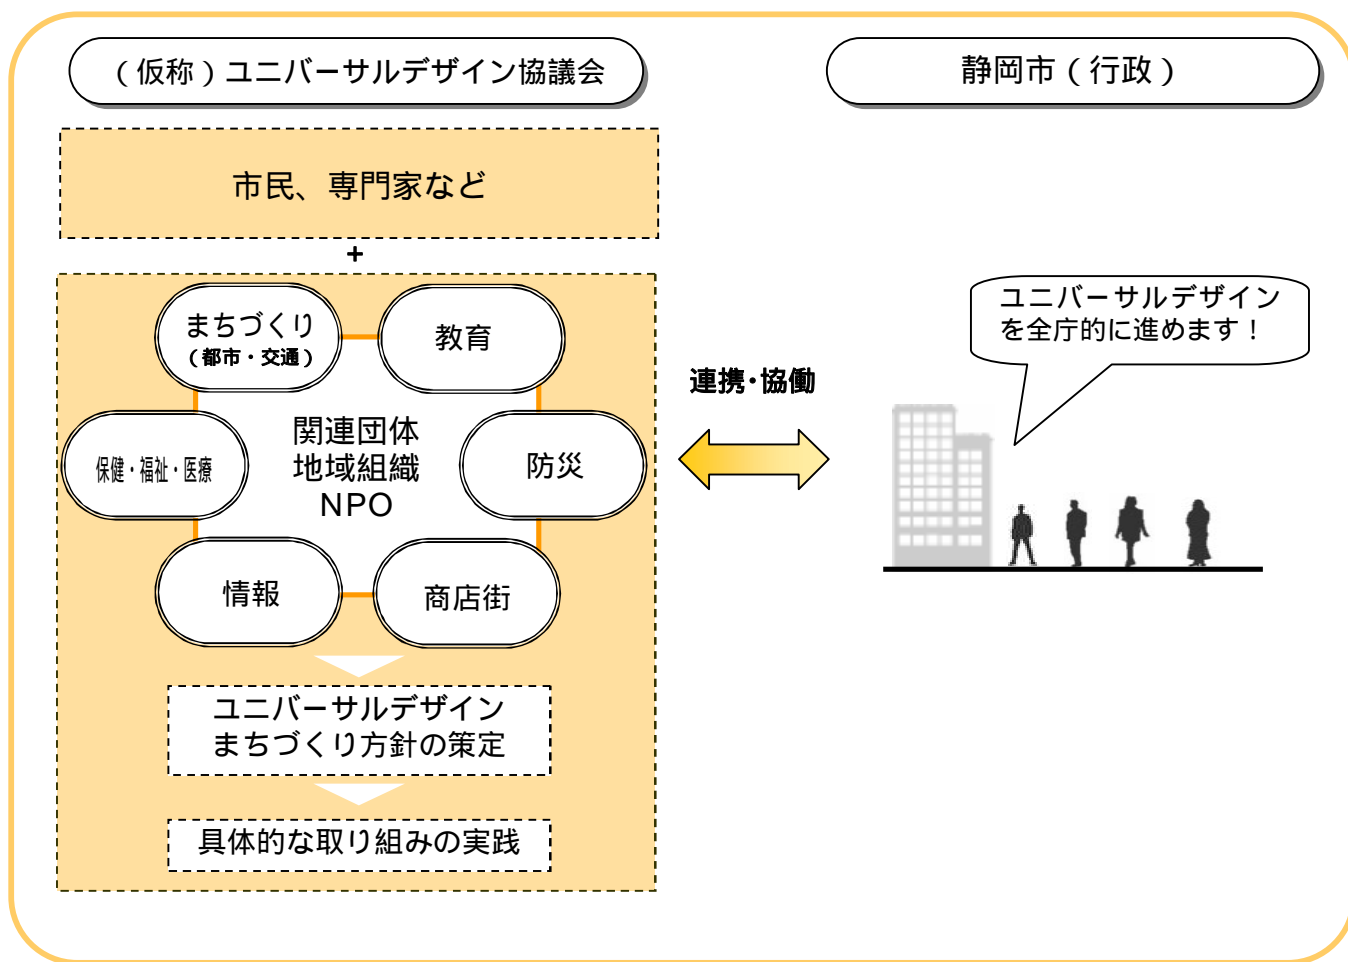 （仮称）ユニバーサルデザイン協議会
静岡市（行政）
市民、専門家など
+
まちづくり
（都市・交通）
教育
保健・福祉・医療
関連団体
地域組織
NPO
防災
情報
商店街
ユニバーサルデザイン
まちづくり方針の策定
具体的な取り組みの実践
連携・協働
ユニバーサルデザイン
を全庁的に進めます！